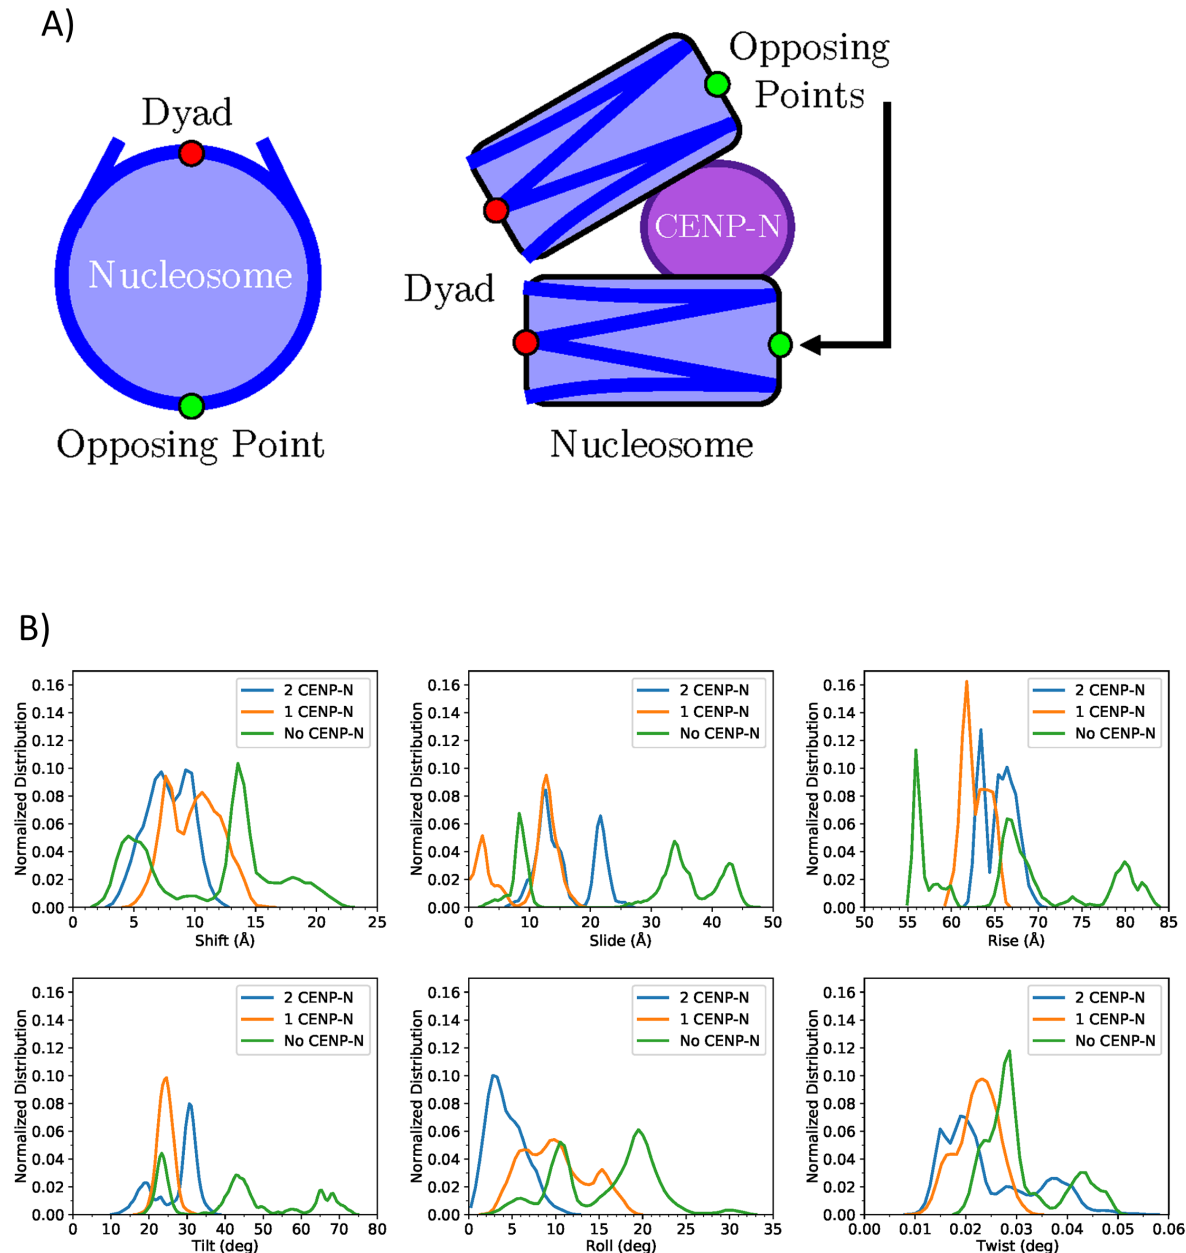 A)
Dyad
Nucleosome
Opposing Point
Opposing
Points
CENP-N
Dyad
Nucleosome
B)
Normalized Distribution
0.16
0.14
0.12
0.10
0.08
0.06
0.04
0.02
0.00
2 CENP-N
1 CENP-N
No CENP-N
0 5 10 15 20 25
Shift (Å)
Normalized Distribution
0.16
0.14
0.12
0.10
0.08
0.06
0.04
0.02
0.00
2 CENP-N
1 CENP-N
No CENP-N
0 10 20 30 40 50
Slide (Å)
Normalized Distribution
0.16
0.14
0.12
0.10
0.08
0.06
0.04
0.02
0.00
2 CENP-N
1 CENP-N
No CENP-N
50 55 60 65 70 75 80 85
Rise (Å)
Normalized Distribution
0.16
0.14
0.12
0.10
0.08
0.06
0.04
0.02
0.00
2 CENP-N
1 CENP-N
No CENP-N
0 10 20 30 40 50 60 70 80
Tilt (deg)
Normalized Distribution
0.16
0.14
0.12
0.10
0.08
0.06
0.04
0.02
0.00
2 CENP-N
1 CENP-N
No CENP-N
0 5 10 15 20 25 30 35
Roll (deg)
Normalized Distribution
0.16
0.14
0.12
0.10
0.08
0.06
0.04
0.02
0.00
2 CENP-N
1 CENP-N
No CENP-N
0.00 0.01 0.02 0.03 0.04 0.05 0.06
Twist (deg)